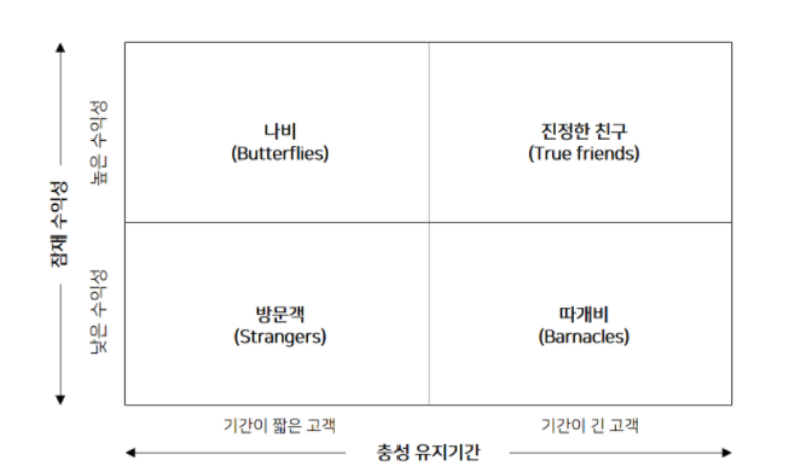 나비
(Butterflies)
진정한 친구
(True friends)
높은 수익성
잠재 수익성
낮은 수익성
방문객
(Strangers)
따개비
(Barnacles)
기간이 짧은 고객
기간이 긴 고객
충성 유지기간